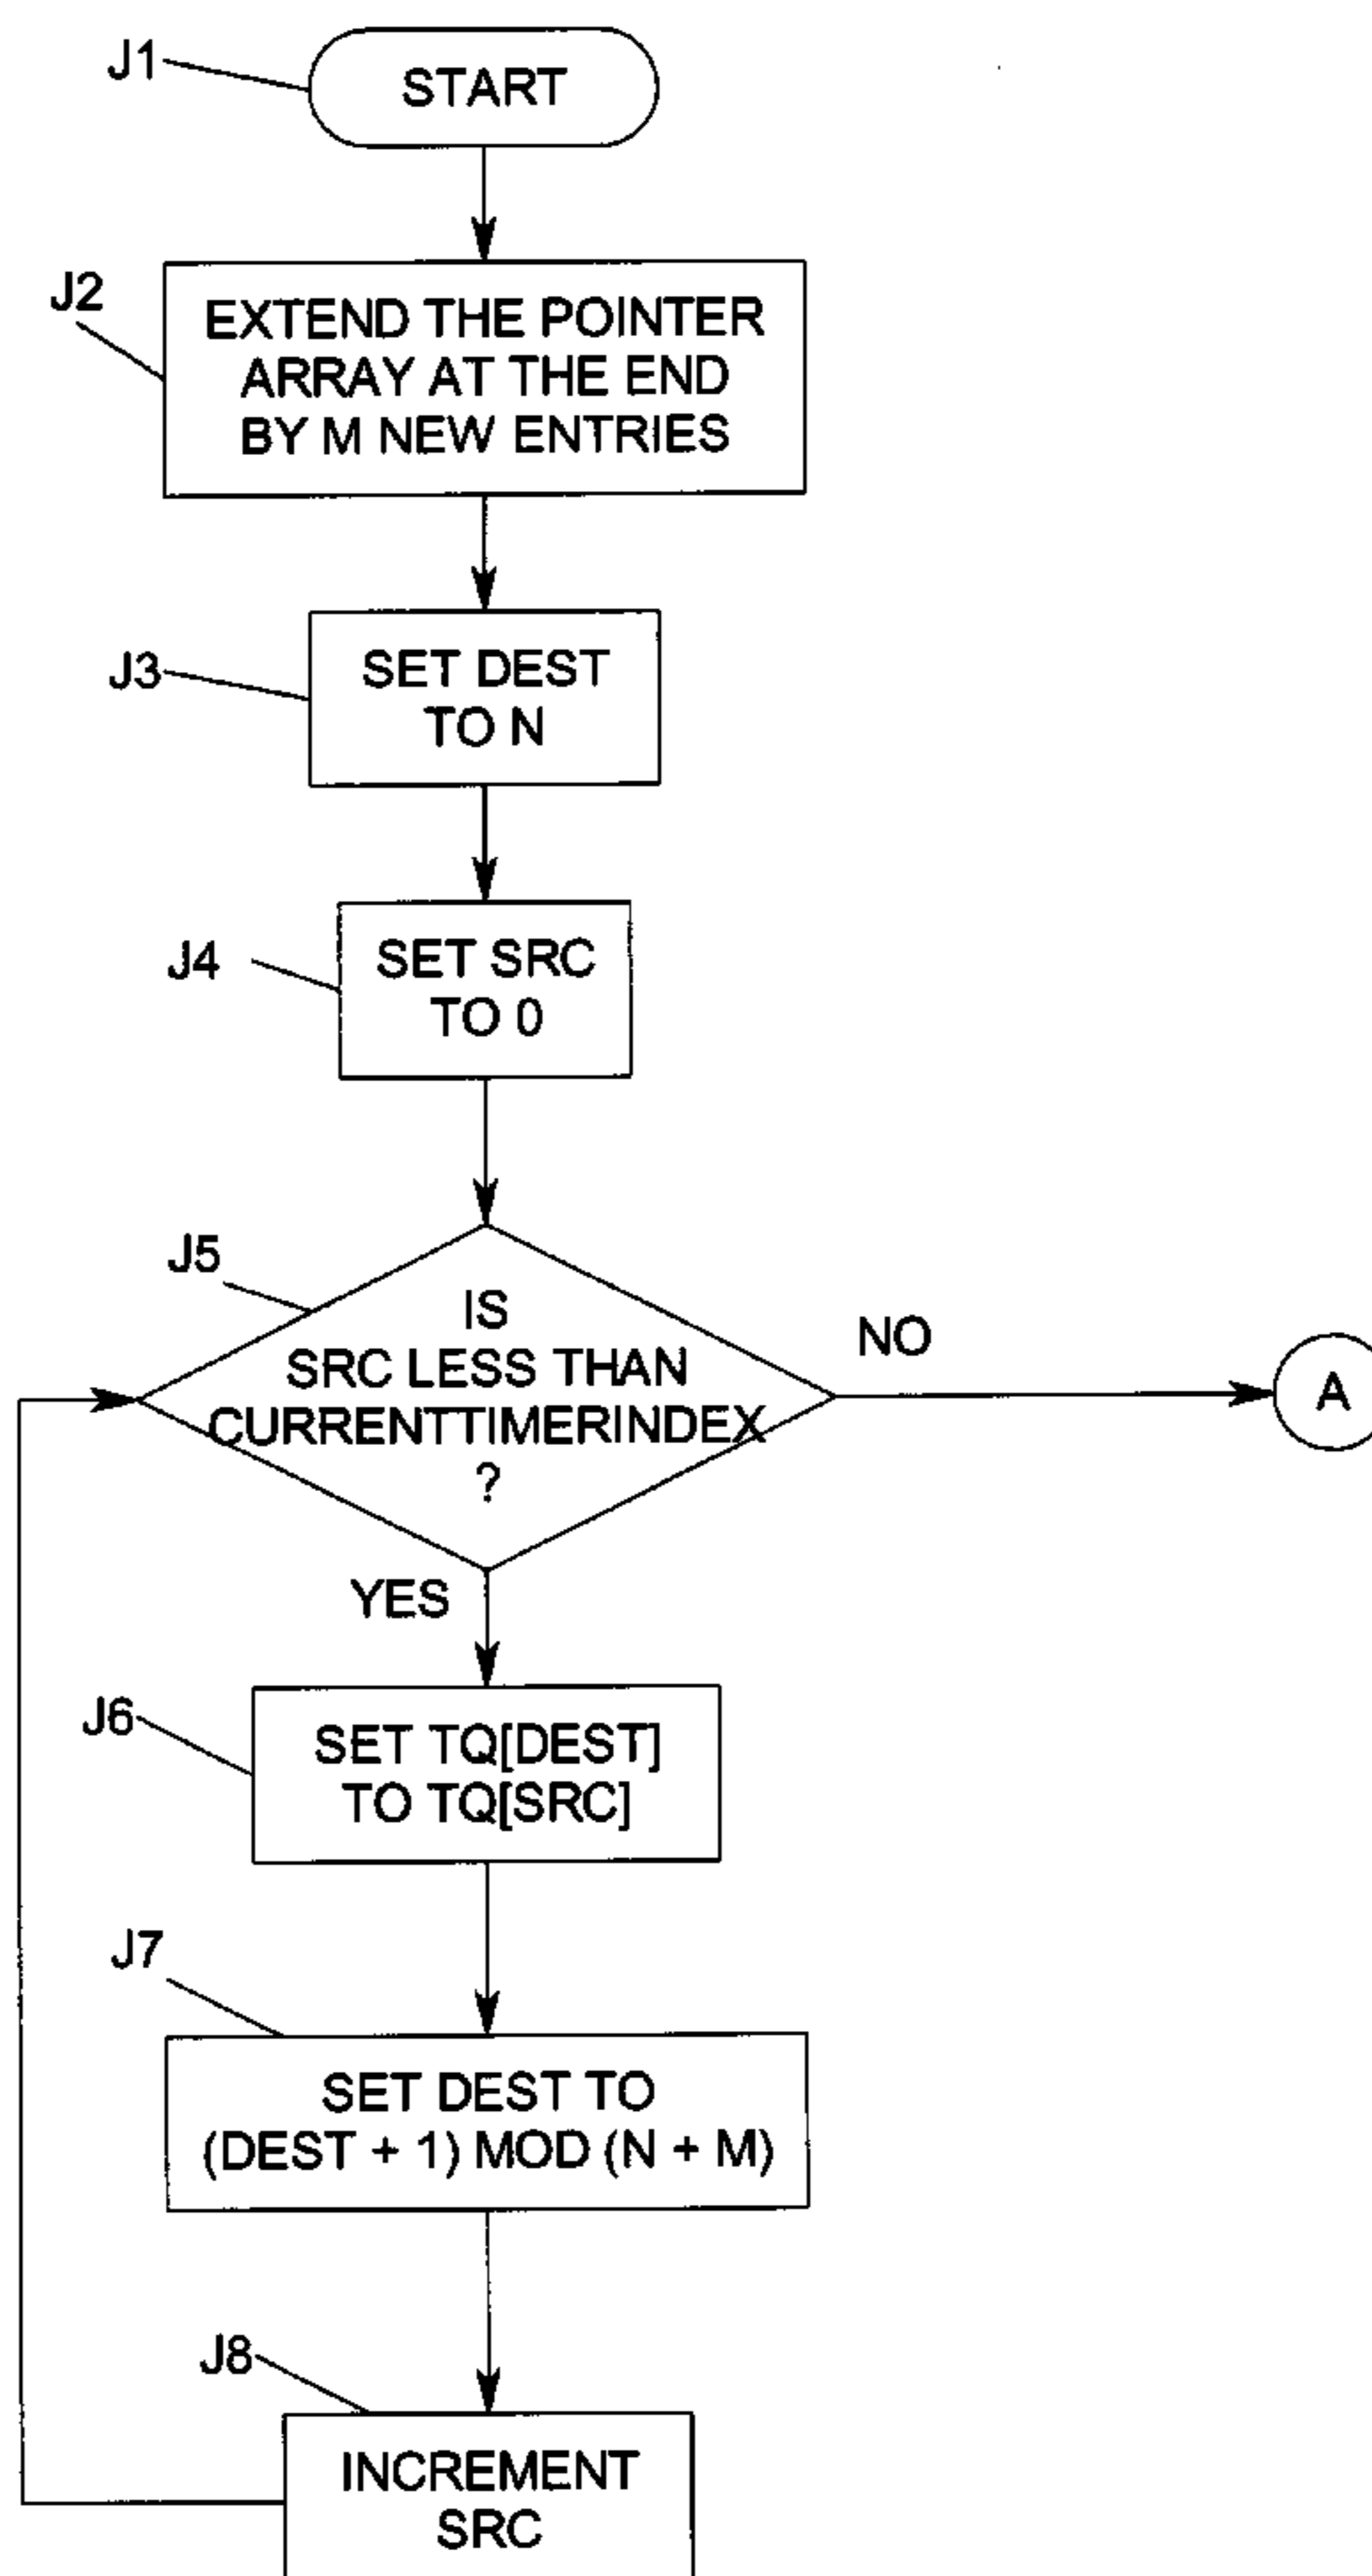 J1
START
J2
EXTEND THE POINTER
ARRAY AT THE END
BY M NEW ENTRIES
J3
SET DEST
TO N
J4
SET SRC
TO 0
J5
IS
SRC LESS THAN
CURRENTTIMERINDEX
?
NO
A
YES
J6
SET TQ[DEST]
TO TQ[SRC]
J7
SET DEST TO
(DEST + 1) MOD (N + M)
J8
INCREMENT
SRC